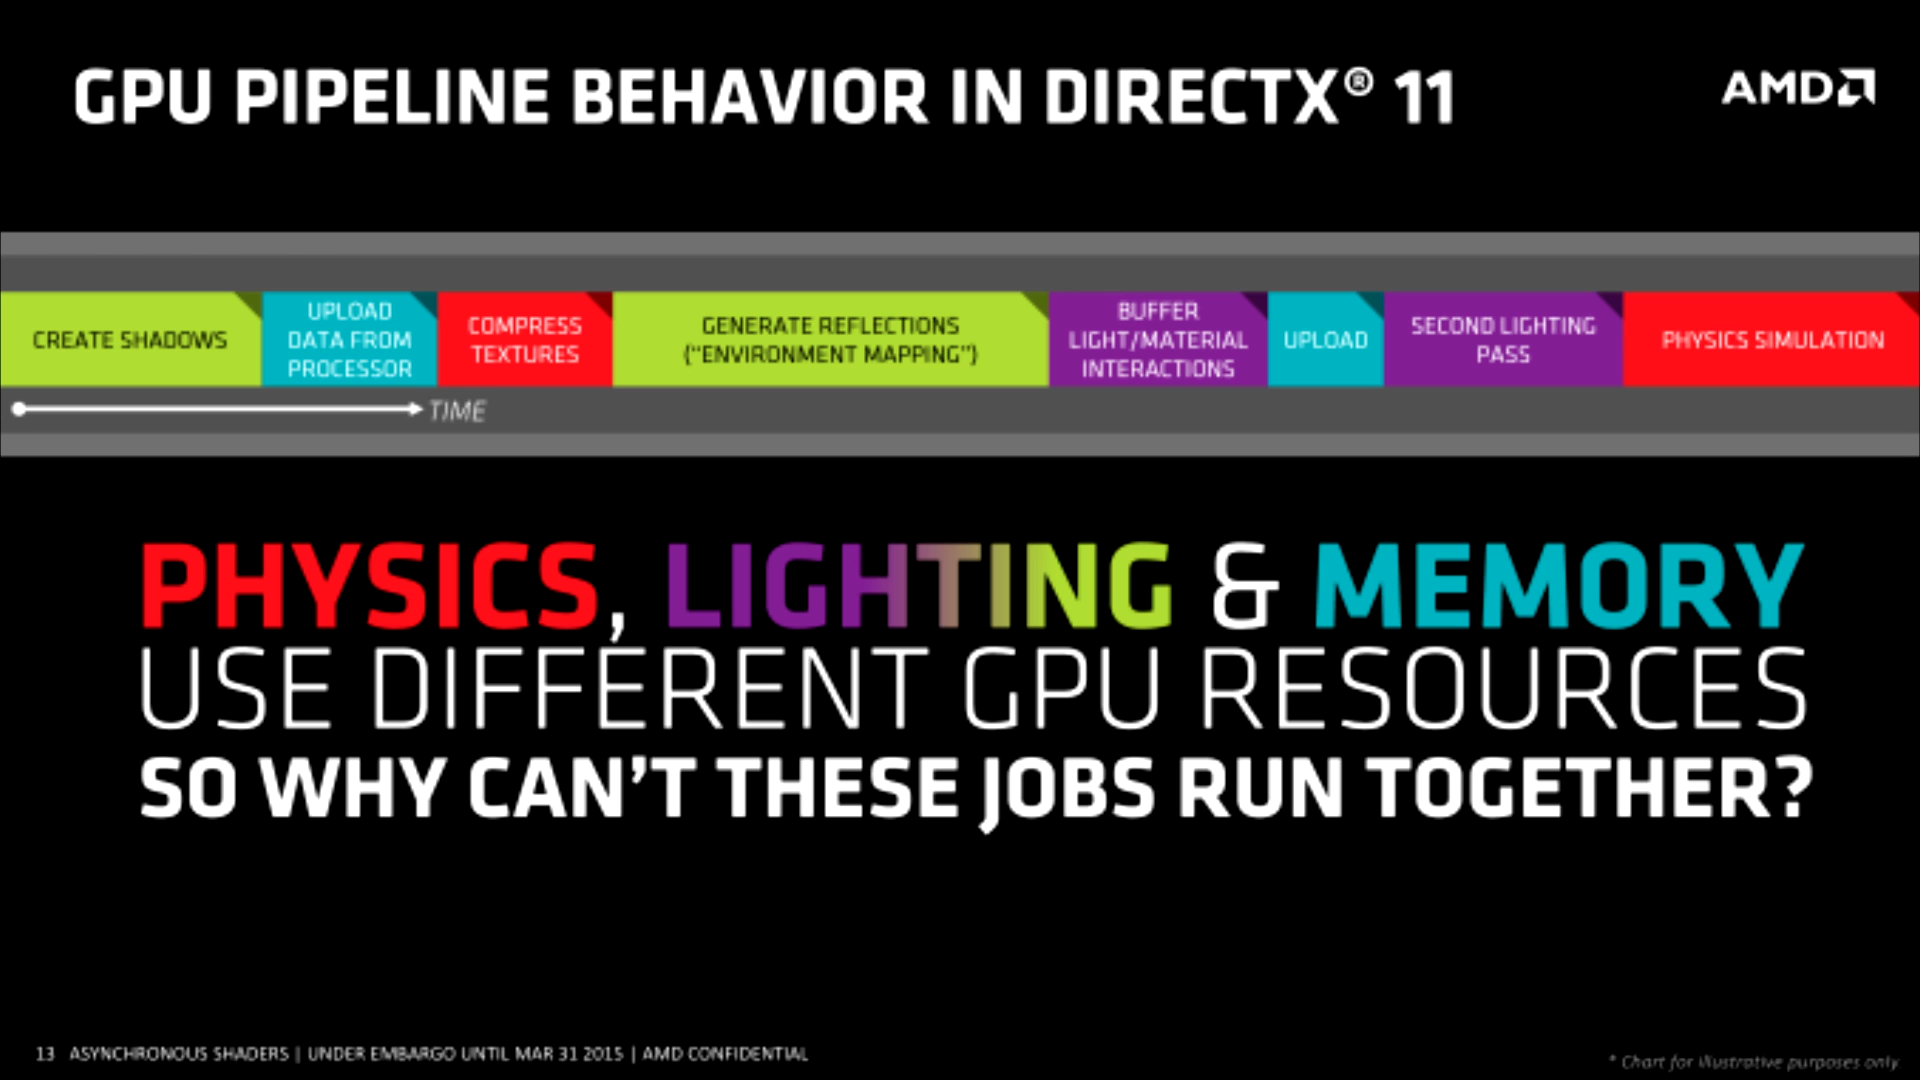 GPU PIPELINE BEHAVIOR IN DIRECTX® 11
AMD
CREATE SHADOWS
UPLOAD
DATA FROM
PROCESSOR
COMPRESS
TEXTURES
GENERATE REFLECTIONS
("ENVIRONMENT MAPPING")
BUFFER
LIGHT/MATERIAL
INTERACTIONS
UPLOAD
SECOND LIGHTING
PASS
PHYSICS SIMULATION
TIME
PHYSICS, LIGHTING & MEMORY
USE DIFFERENT GPU RESOURCES
SO WHY CAN'T THESE JOBS RUN TOGETHER?
13 ASYNCHRONOUS SHADERS | UNDER EMBARGO UNTIL MAR 31 2015 | AMD CONFIDENTIAL
* Chart for illustrative purposes only